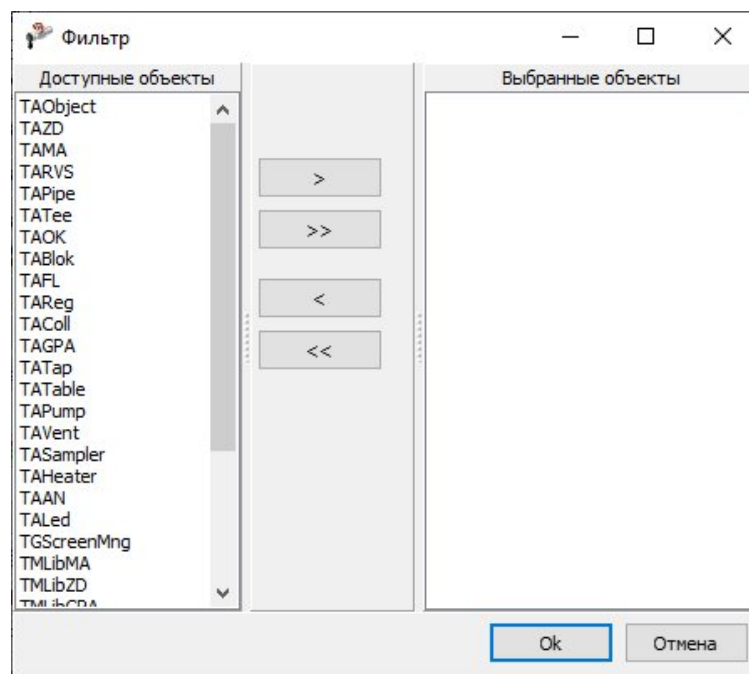 Фильтр
Доступные объекты
Выбранные объекты
TAObject
TAZD
TAMA
TARVS
TAPipe
TATee
TAOK
TABlok
TAFL
TAReg
TAColl
TAGPA
TATap
TATable
TAPump
TAVent
TASampler
TAHeater
TAAN
TALed
TGScreenMng
TMLibMA
TMLibZD
>
>>
<
<<
Ok
Отмена